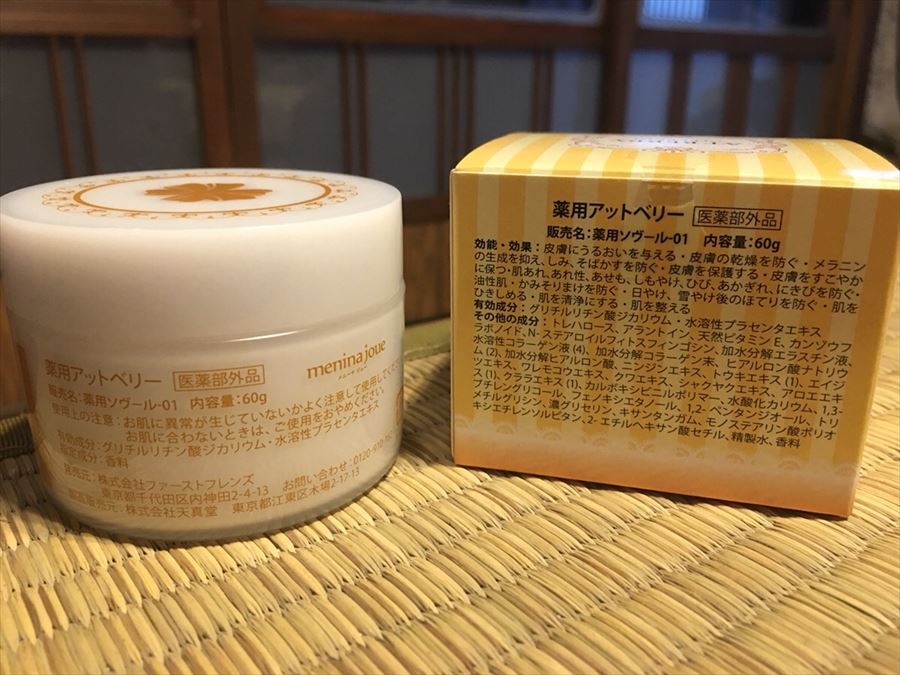 meninajoue
薬用アットベリー 医薬部外品
販売名:薬用ソヴール-01 内容量:60g
使用上の注意:お肌に異常が生じていないかよく注意して使用してくだ
お肌に合わないときは、ご使用をおやめください。
有効成分:グリチルリチン酸ジカリウム・水溶性プラセンタエキス
指定成分:香料
発売元:株式会社ファーストフレンズ お問い合わせ:0120-970-
東京都千代田区内神田2-4-13
製造販売元:株式会社天真堂 東京都江東区木場2-17-13
薬用アットベリー 医薬部外品
販売名:薬用ソヴール-01 内容量:60g
効能・効果:皮膚にうるおいを与える・皮膚の乾燥を防ぐ・メラニン
の生成を抑え、しみ、そばかすを防ぐ・皮膚を保護する・皮膚をすこやか
に保つ・肌あれ、あれ性、あせも、しもやけ、ひび、あかぎれ、にきびを防ぐ・
油性肌・かみそりまけを防ぐ・日やけ、雪やけ後のほてりを防ぐ・肌を
ひきしめる・肌を清浄にする・肌を整える
有効成分:グリチルリチン酸ジカリウム・水溶性プラセンタエキス
その他の成分:トレハロース、アラントイン、天然ビタミンE、カンゾウフ
ラボノイド、N-ステアロイルフィトスフィンゴシン、加水分解エラスチン液、
水溶性コラーゲン液(4)、加水分解コラーゲン末、ヒアルロン酸ナトリウ
ム(2)、加水分解ヒアルロン酸、ニンジンエキス、トウキエキス(1)、エイジ
ツエキス、ワレモコウエキス、クワエキス、シャクヤクエキス、アロエエキ
ス(1)、クララエキス(1)、カルボキシビニルポリマー、水酸化カリウム、1,3-
ブチレングリコール、フェノキシエタノール、1,2-ペンタンジオール、トリ
メチルグリシン、濃グリセリン、キサンタンガム、モノステアリン酸ポリオ
キシエチレンソルビタン、2-エチルヘキサン酸セチル、精製水、香料